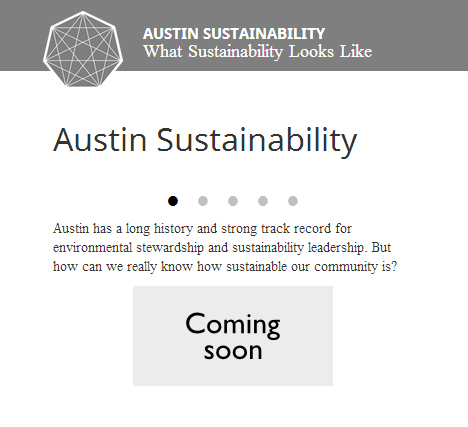 AUSTIN SUSTAINABILITY
What Sustainability Looks Like
Austin Sustainability
Austin has a long history and strong track record for
environmental stewardship and sustainability leadership. But
how can we really know how sustainable our community is?
Coming
soon